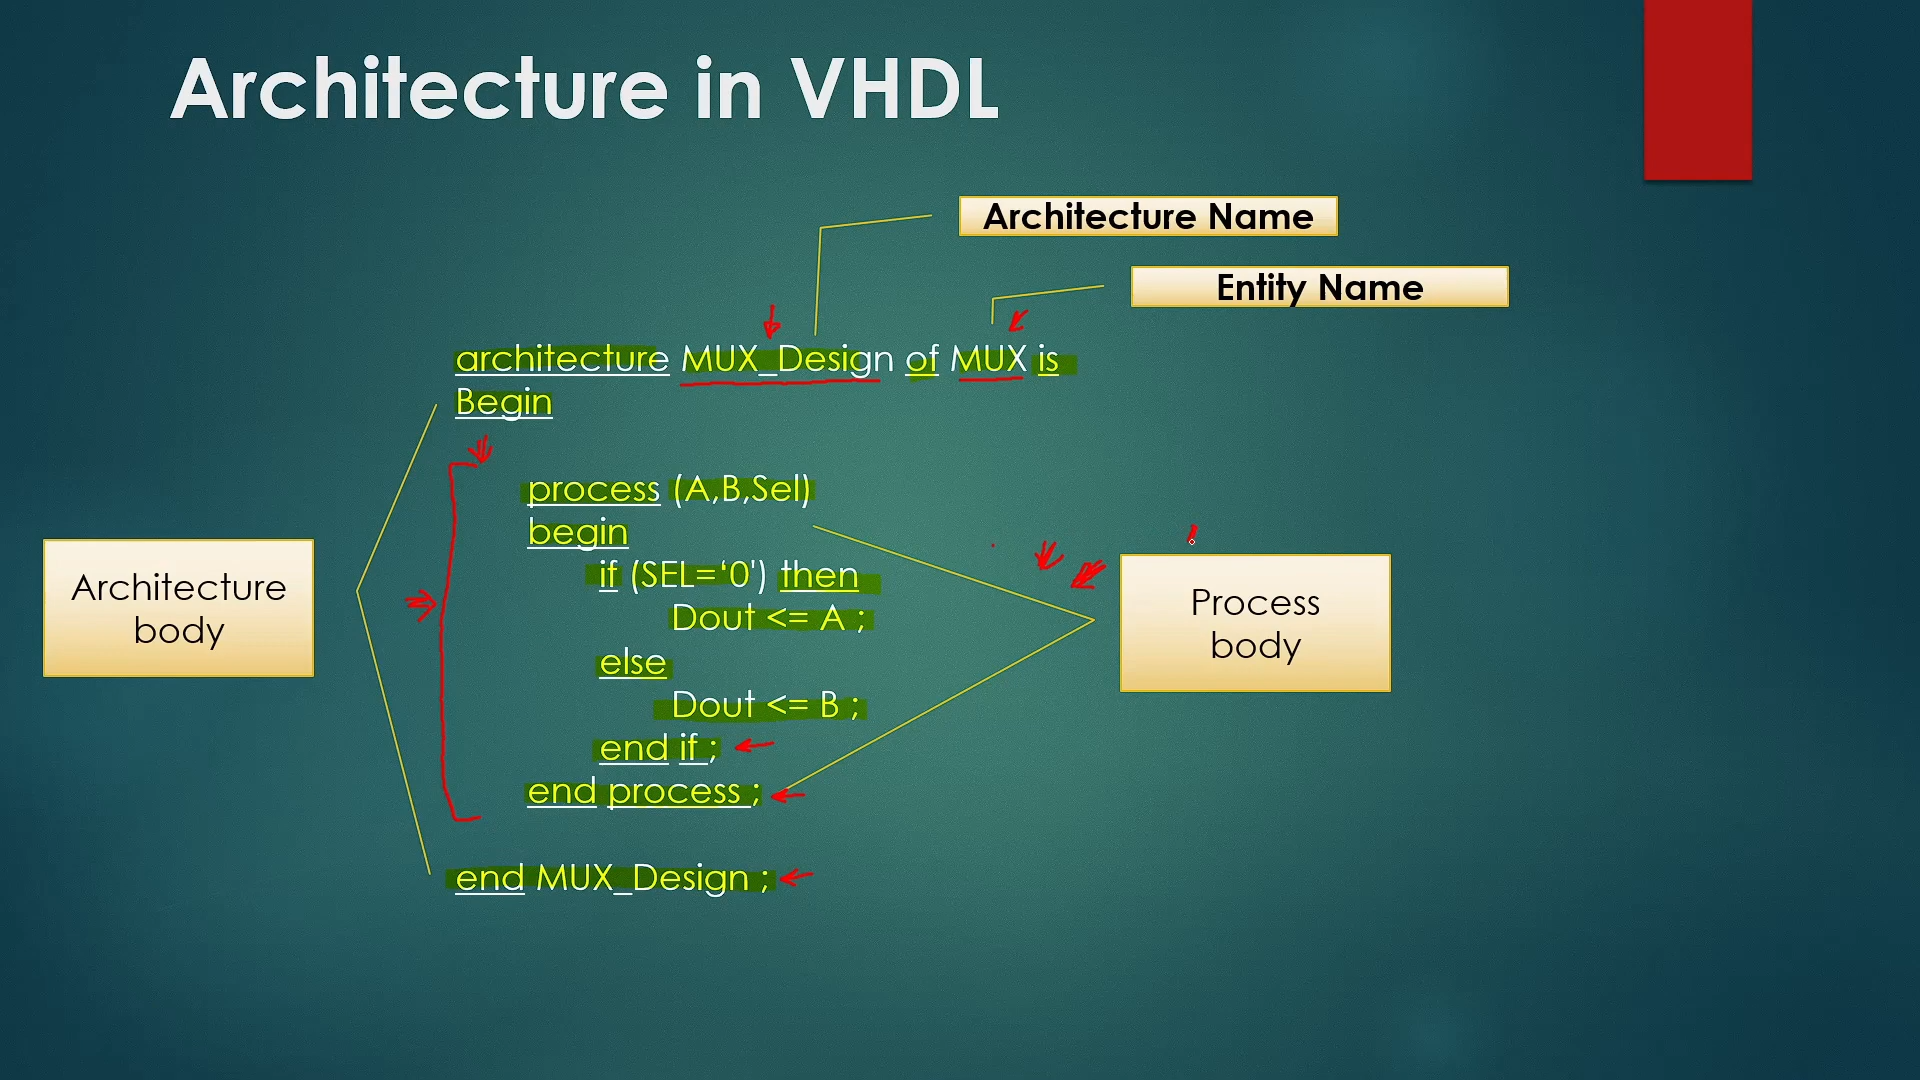 Architecture in VHDL
Architecture Name
Entity Name
architecture MUX_Design of MUX is
Begin
process (A,B,Sel)
begin
if (SEL=‘0') then
Dout <= A ;
else
Dout <= B ;
end if ;
end process ;
end MUX_Design ;
Architecture
body
Process
body